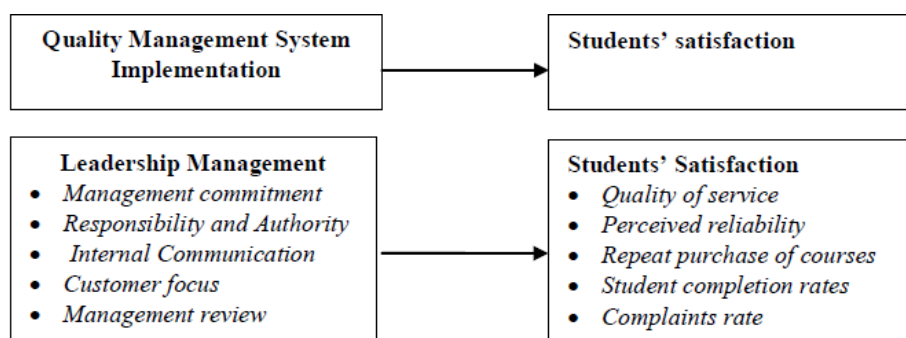 Quality Management System
Implementation
Students’ satisfaction
Leadership Management
• Management commitment
• Responsibility and Authority
• Internal Communication
• Customer focus
• Management review
Students’ Satisfaction
• Quality of service
• Perceived reliability
• Repeat purchase of courses
• Student completion rates
• Complaints rate